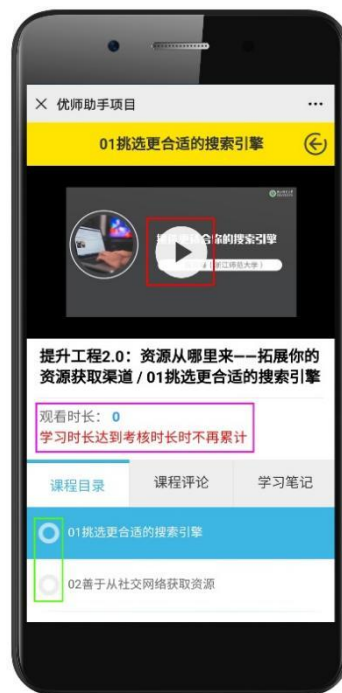 优师助手项目
01挑选更合适的搜索引擎
提升工程2.0：资源从哪里来——拓展你的
资源获取渠道 / 01挑选更合适的搜索引擎
观看时长：0
学习时长达到考核时长时不再累计
课程目录 课程评论 学习笔记
01挑选更合适的搜索引擎
02善于从社交网络获取资源